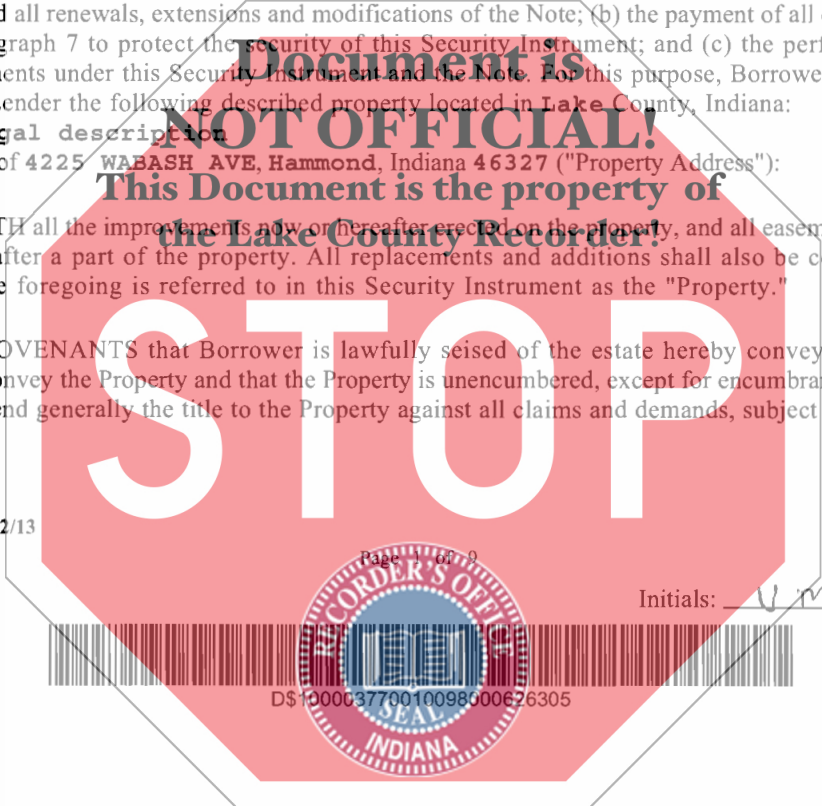 d all renewals, extensions and modifications of the Note; (b) the payment of all
graph 7 to protect the security of this Security Instrument; and (c) the perf
ents under this Security Instrument and the Note. For this purpose, Borrowe
ender the following described property located in Lake County, Indiana:
gal description
of 4225 WABASH AVE, Hammond, Indiana 46327 ("Property Address"):
TH all the improvements now or hereafter erected on the property, and all easem
fter a part of the property. All replacements and additions shall also be c
e foregoing is referred to in this Security Instrument as the "Property."
OVENANTS that Borrower is lawfully seised of the estate hereby convey
nvey the Property and that the Property is unencumbered, except for encumbran
nd generally the title to the Property against all claims and demands, subject
Document is
NOT OFFICIAL!
This Document is the property of
the Lake County Recorder!
STOP
2/13
Page 1 of 9
Initials:
D$100003770010098000626305
RECORDER'S OFFICE
SEAL
INDIANA